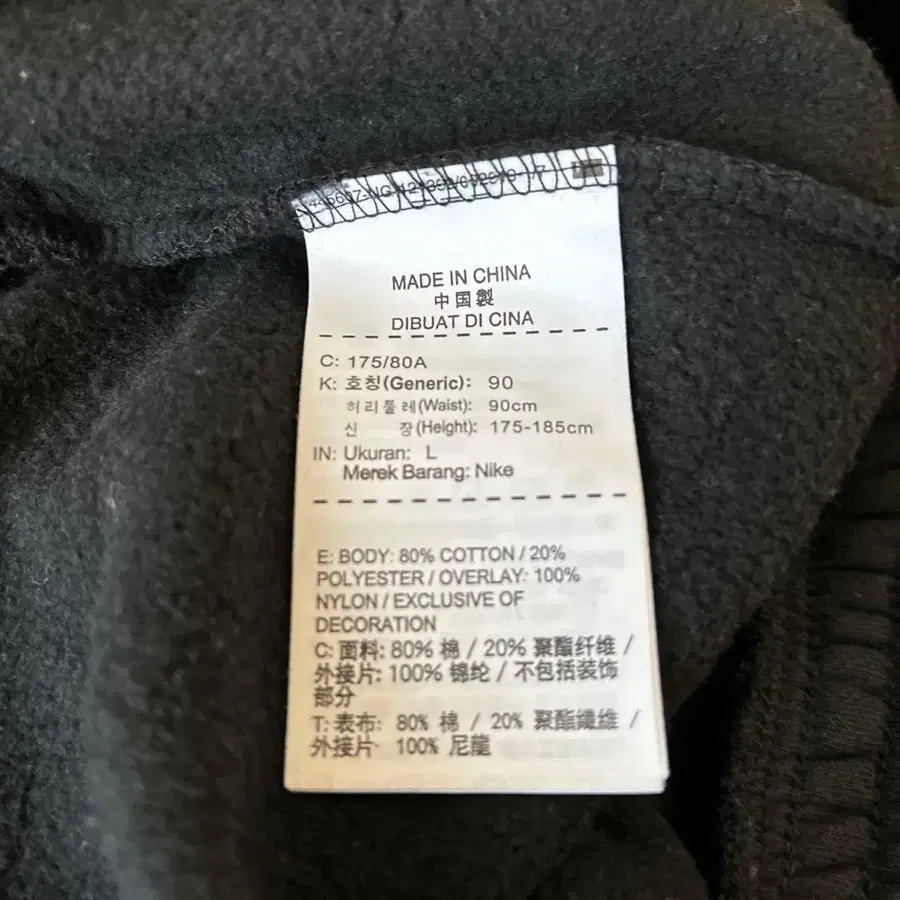 MADE IN CHINA
中国製
DIBUAT DI CINA
C: 175/80A
K: 호칭(Generic): 90
허리둘레(Waist): 90cm
신 장(Height): 175-185cm
IN: Ukuran: L
Merek Barang: Nike
E: BODY: 80% COTTON / 20%
POLYESTER / OVERLAY: 100%
NYLON / EXCLUSIVE OF
DECORATION
C: 面料: 80% 棉 / 20% 聚酯纤维 /
外接片: 100% 锦纶 / 不包括装饰
部分
T: 表布: 80% 棉 / 20% 聚酯纖維 /
外接片 100% 尼龍